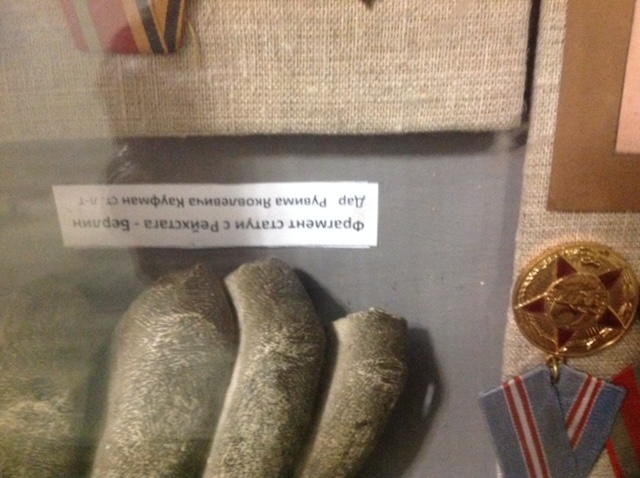 Фрагмент статуи с Рейхстага - Берлин
Дар Рувима Яковлевича Кауфман ст. л-т